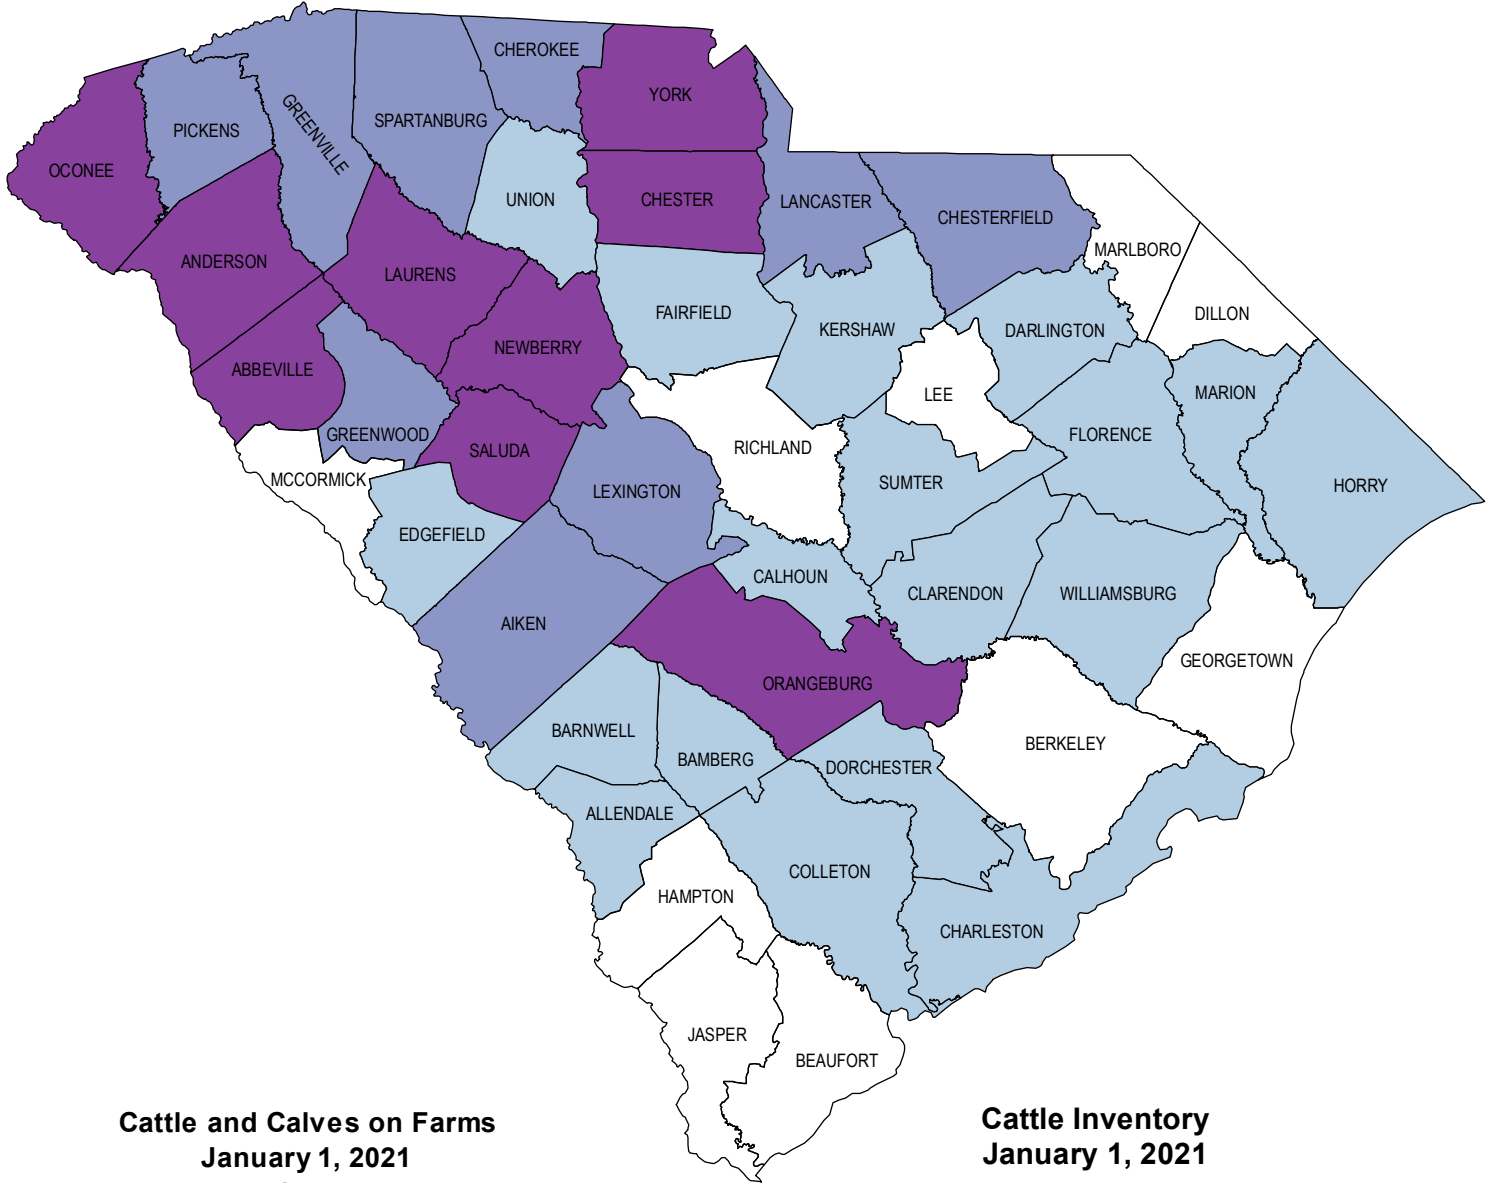 CHEROKEE
YORK
GREENVILLE
SPARTANBURG
PICKENS
OCONEE
UNION
CHESTER
LANCASTER
CHESTERFIELD
MARLBORO
ANDERSON
LAURENS
FAIRFIELD
KERSHAW
DARLINGTON
DILLON
NEWBERRY
ABBEVILLE
LEE
MARION
GREENWOOD
SALUDA
RICHLAND
FLORENCE
MCCORMICK
LEXINGTON
SUMTER
HORRY
EDGEFIELD
CALHOUN
CLARENDON
WILLIAMSBURG
AIKEN
GEORGETOWN
ORANGEBURG
BARNWELL
BERKELEY
BAMBERG
DORCHESTER
ALLENDALE
COLLETON
HAMPTON
CHARLESTON
JASPER
BEAUFORT
Cattle and Calves on Farms
January 1, 2021
Cattle Inventory
January 1, 2021